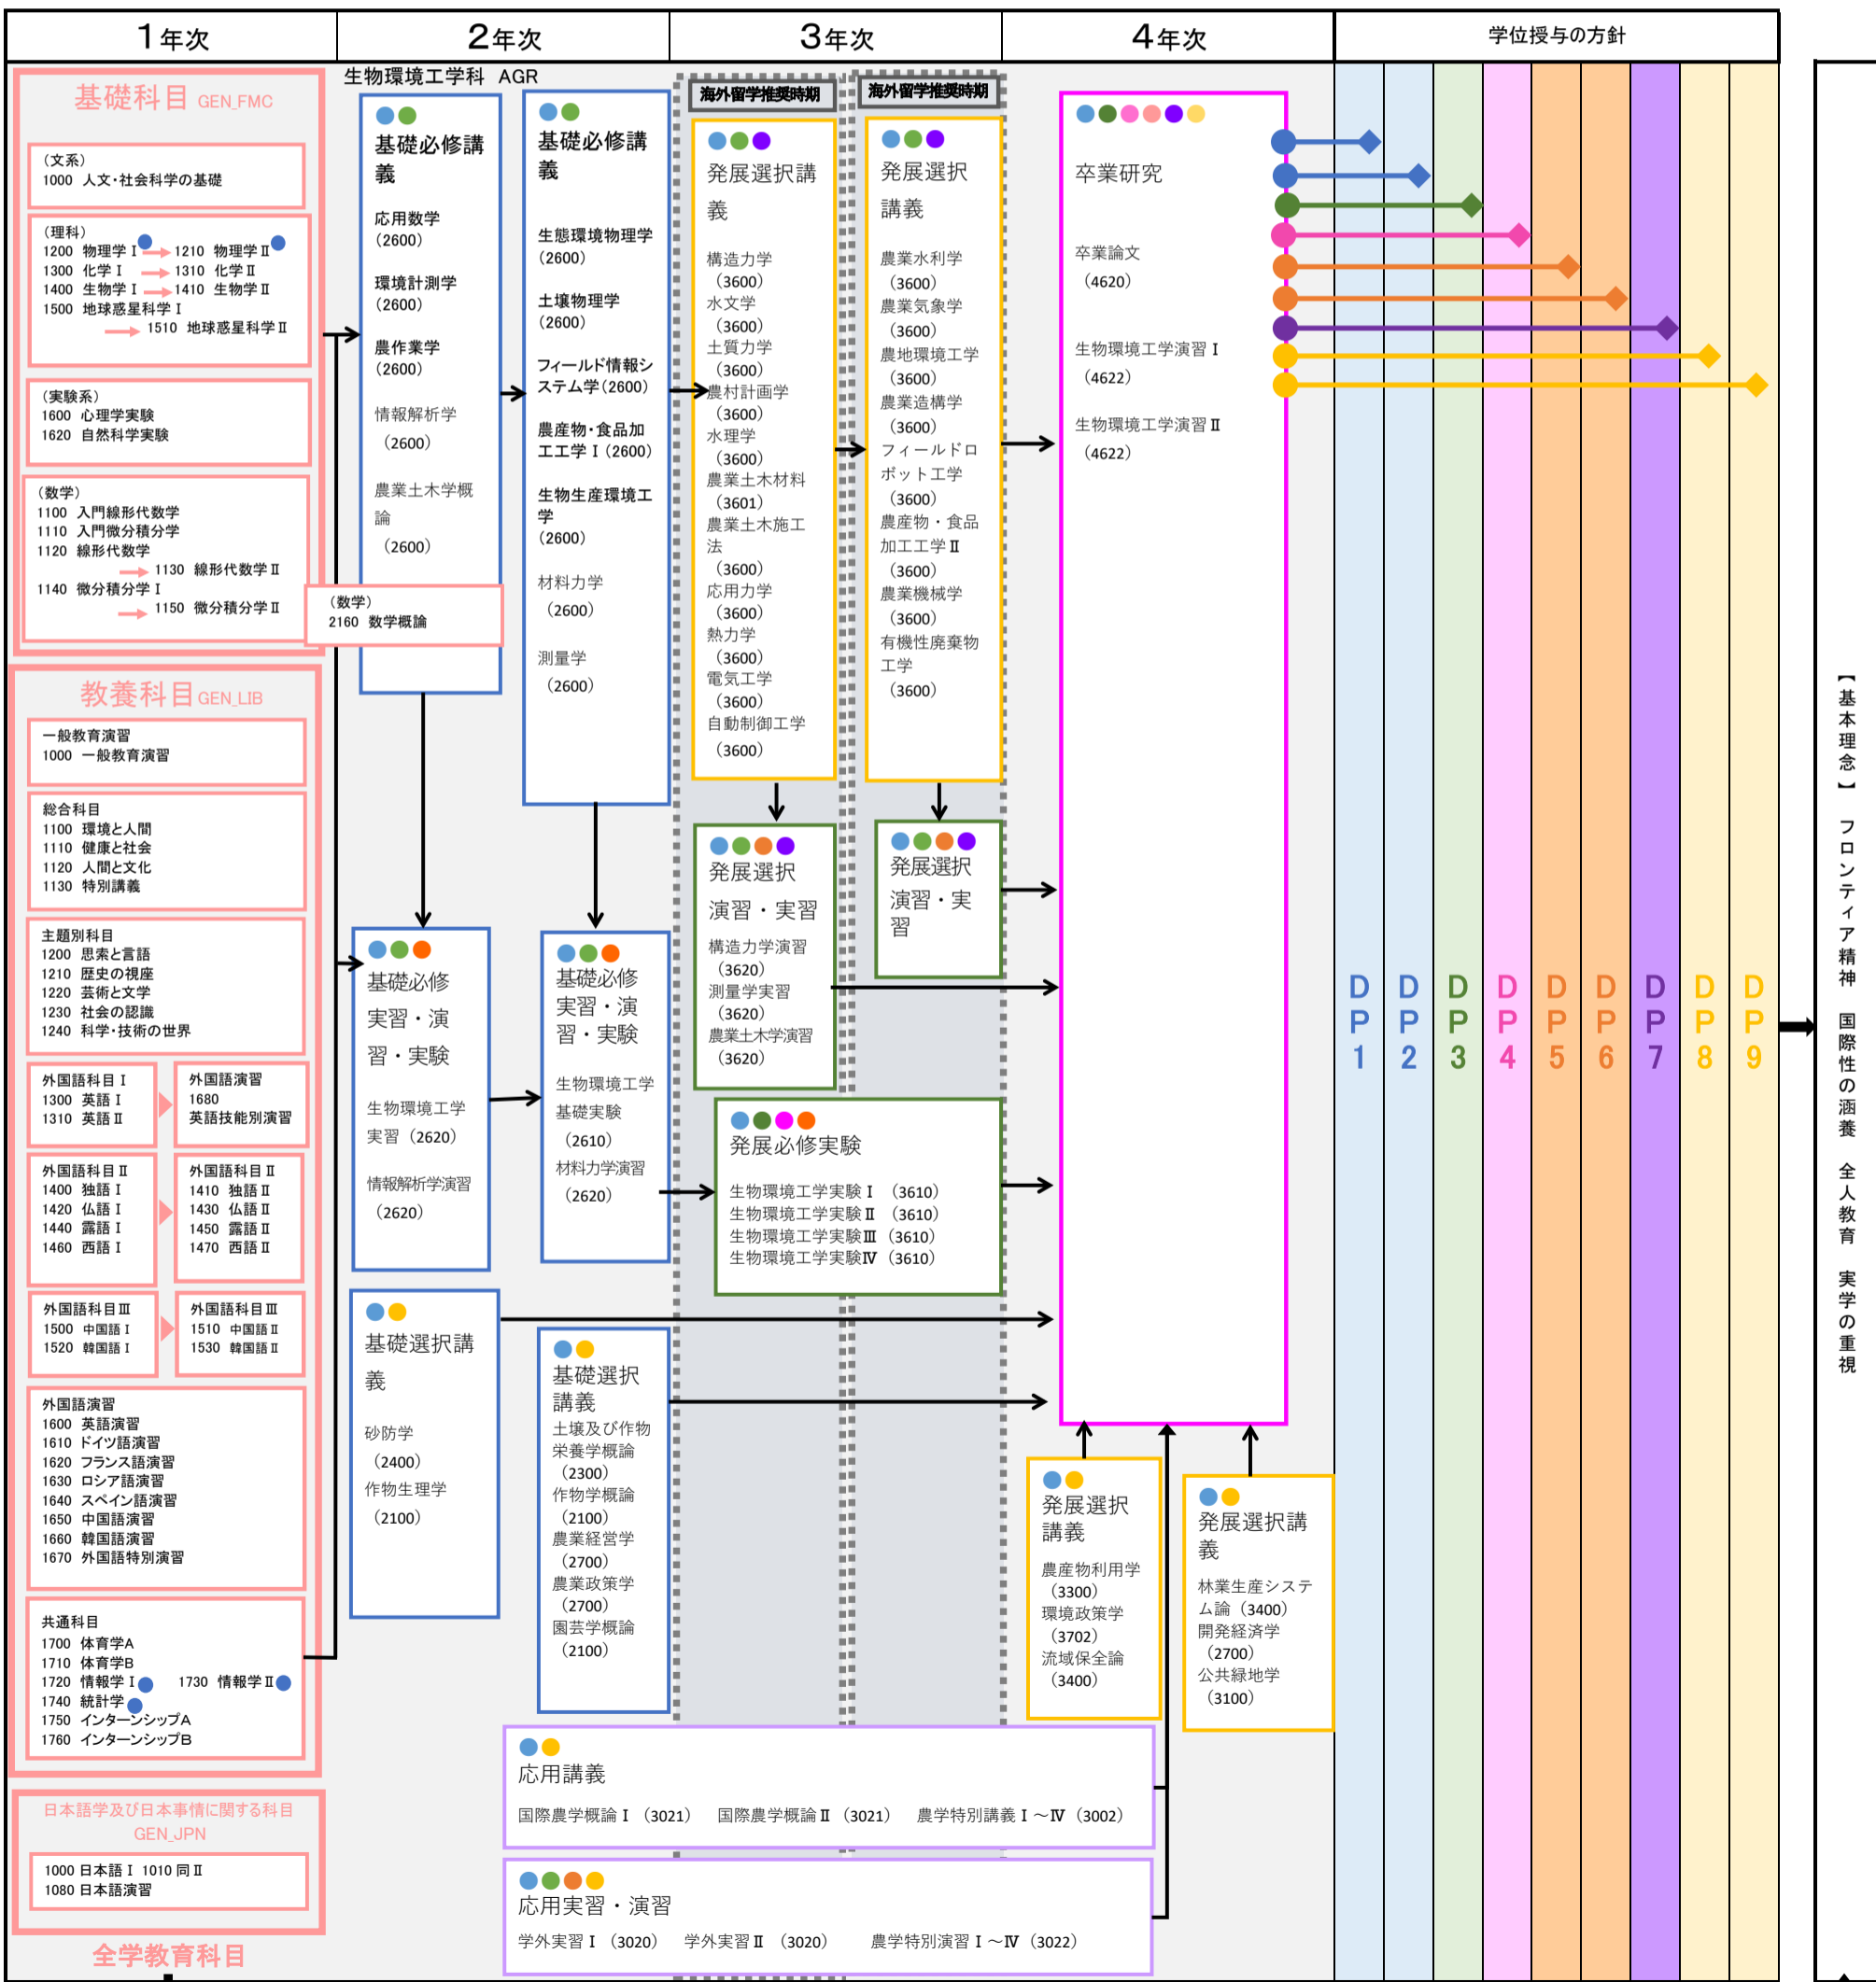 1年次
2年次
3年次
4年次
学位授与の方針
基礎科目 GEN_FMC
（文系）
1000 人文・社会科学の基礎
（理科）
1200 物理学Ⅰ 1210 物理学Ⅱ
1300 化学Ⅰ 1310 化学Ⅱ
1400 生物学Ⅰ 1410 生物学Ⅱ
1500 地球惑星科学Ⅰ
1510 地球惑星科学Ⅱ
（実験系）
1600 心理学実験
1620 自然科学実験
（数学）
1100 入門線形代数学
1110 入門微分積分学
1120 線形代数学
1130 線形代数学Ⅱ
1140 微分積分学Ⅰ
1150 微分積分学Ⅱ
（数学）
2160 数学概論
教養科目 GEN_LIB
一般教育演習
1000 一般教育演習
総合科目
1100 環境と人間
1110 健康と社会
1120 人間と文化
1130 特別講義
主題別科目
1200 思索と言語
1210 歴史の視座
1220 芸術と文学
1230 社会の認識
1240 科学・技術の世界
外国語科目Ⅰ
1300 英語Ⅰ
1310 英語Ⅱ
外国語演習
1680
英語技能別演習
外国語科目Ⅱ
1400 独語Ⅰ
1420 仏語Ⅰ
1440 露語Ⅰ
1460 西語Ⅰ
外国語科目Ⅱ
1410 独語Ⅱ
1430 仏語Ⅱ
1450 露語Ⅱ
1470 西語Ⅱ
外国語科目Ⅲ
1500 中国語Ⅰ
1520 韓国語Ⅰ
外国語科目Ⅲ
1510 中国語Ⅱ
1530 韓国語Ⅱ
外国語演習
1600 英語演習
1610 ドイツ語演習
1620 フランス語演習
1630 ロシア語演習
1640 スペイン語演習
1650 中国語演習
1660 韓国語演習
1670 外国語特別演習
共通科目
1700 体育学A
1710 体育学B
1720 情報学Ⅰ 1730 情報学Ⅱ
1740 統計学
1750 インターンシップA
1760 インターンシップB
日本語学及び日本事情に関する科目
GEN_JPN
1000 日本語Ⅰ 1010 同Ⅱ
1080 日本語演習
全学教育科目
生物環境工学科 AGR
基礎必修講
義
応用数学
（2600）
環境計測学
（2600）
農作業学
（2600）
情報解析学
（2600）
農業土木学概
論
（2600）
基礎必修講
義
生態環境物理学
（2600）
土壌物理学
（2600）
フィールド情報シ
ステム学（2600）
農産物・食品加
工工学Ⅰ（2600）
生物生産環境工
学
（2600）
材料力学
（2600）
測量学
（2600）
基礎必修
実習・演
習・実験
生物環境工学
実習（2620）
情報解析学演習
（2620）
基礎必修
実習・演
習・実験
生物環境工学
基礎実験
（2610）
材料力学演習
（2620）
基礎選択講
義
砂防学
（2400）
作物生理学
（2100）
基礎選択
講義
土壌及び作物
栄養学概論
（2300）
作物学概論
（2100）
農業経営学
（2700）
農業政策学
（2700）
園芸学概論
（2100）
海外留学推奨時期
発展選択講
義
構造力学
（3600）
水文学
（3600）
土質力学
（3600）
農村計画学
（3600）
水理学
（3600）
農業土木材料
（3601）
農業土木施工
法
（3600）
応用力学
（3600）
熱力学
（3600）
電気工学
（3600）
自動制御工学
（3600）
海外留学推奨時期
発展選択
講義
農業水利学
（3600）
農業気象学
（3600）
農地環境工学
（3600）
農業造構学
（3600）
フィールドロ
ボット工学
（3600）
農産物・食品
加工工学Ⅱ
（3600）
農業機械学
（3600）
有機性廃棄物
工学
（3600）
発展選択
演習・実習
構造力学演習
（3620）
測量学実習
（3620）
農業土木学演習
（3620）
発展選択
演習・実
習
発展必修実験
生物環境工学実験Ⅰ （3610）
生物環境工学実験Ⅱ （3610）
生物環境工学実験Ⅲ（3610）
生物環境工学実験Ⅳ（3610）
卒業研究
卒業論文
（4620）
生物環境工学演習Ⅰ
（4622）
生物環境工学演習Ⅱ
（4622）
発展選択
講義
農産物利用学
（3300）
環境政策学
（3702）
流域保全論
（3400）
発展選択講
義
林業生産システ
ム論（3400）
開発経済学
（2700）
公共緑地学
（3100）
応用講義
国際農学概論Ⅰ（3021） 国際農学概論Ⅱ（3021） 農学特別講義Ⅰ～Ⅳ（3002）
応用実習・演習
学外実習Ⅰ（3020） 学外実習Ⅱ （3020） 農学特別演習Ⅰ～Ⅳ（3022）
DP1
DP2
DP3
DP4
DP5
DP6
DP7
DP8
DP9
【基本理念】 フロンティア精神 国際性の涵養 全人教育 実学の重視